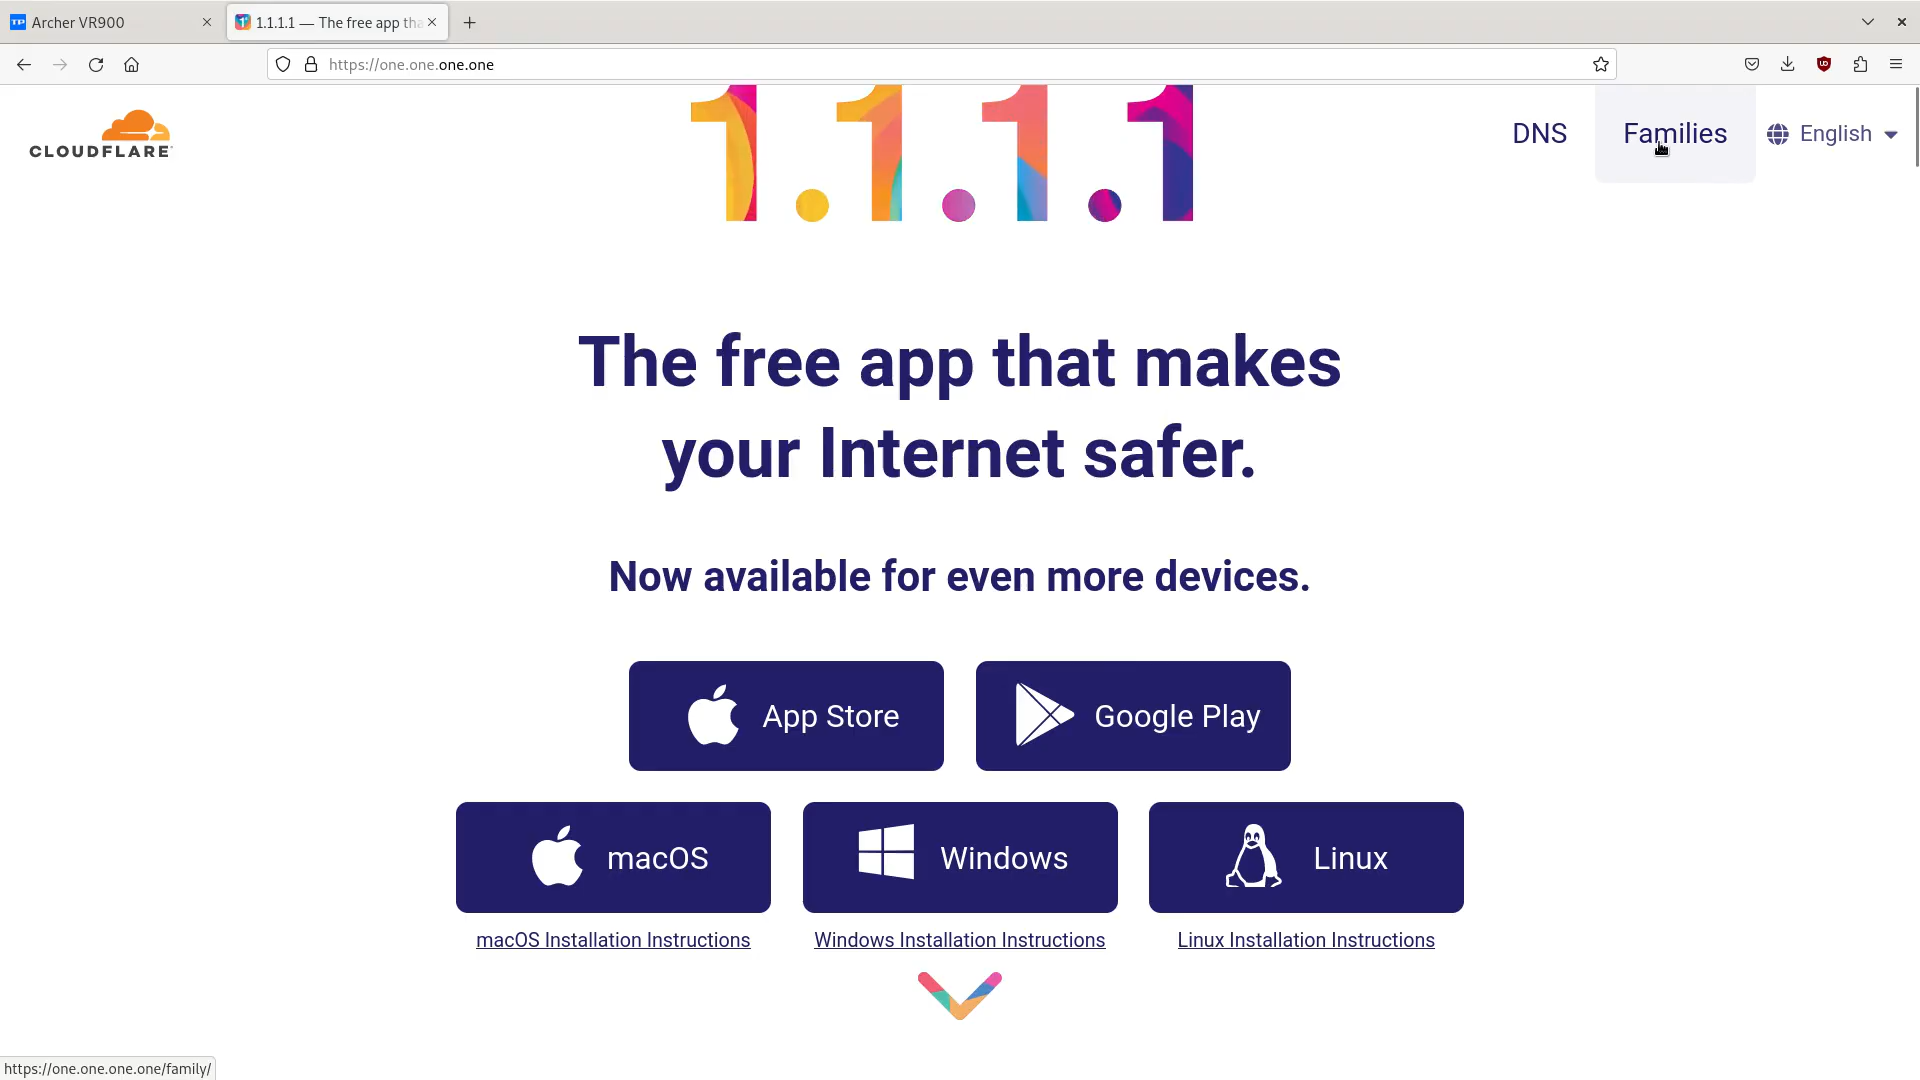 Archer VR900
1.1.1.1 — The free app tha
https://one.one.one.one
CLOUDFLARE
1.1.1.1
DNS
Families
English
The free app that makes
your Internet safer.
Now available for even more devices.
App Store
Google Play
macOS
Windows
Linux
macOS Installation Instructions
Windows Installation Instructions
Linux Installation Instructions
https://one.one.one.one/family/